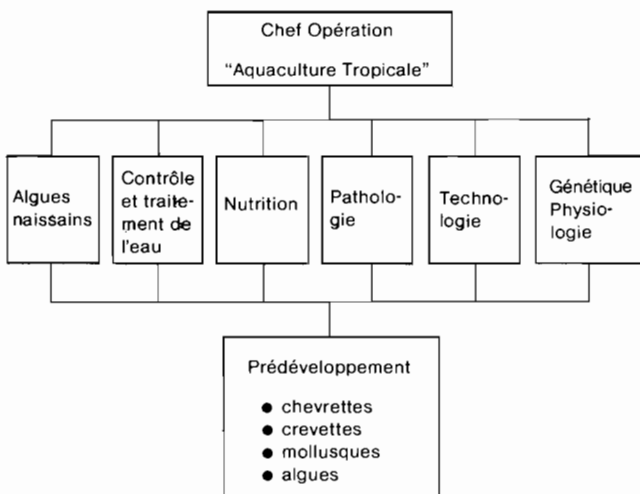 Chef Opération
“Aquaculture Tropicale”
Algues
naissains
Contrôle
et traite-
ment de
l'eau
Nutrition
Patholo-
gie
Techno-
logie
Génétique
Physio-
logie
Prédéveloppement
● chevrettes
● crevettes
● mollusques
● algues